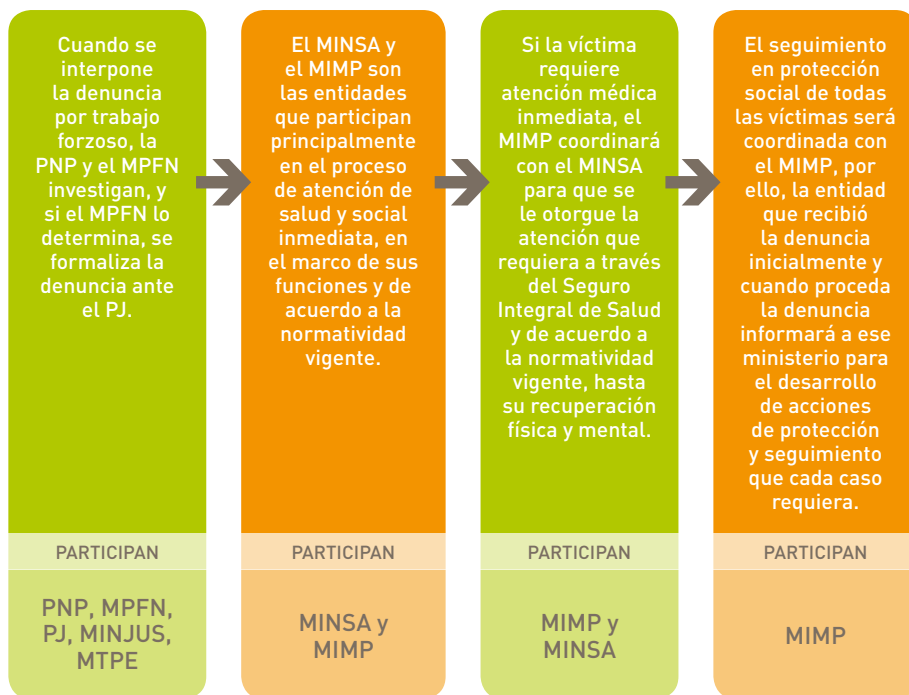 Cuando se
interpone
la denuncia
por trabajo
forzoso, la
PNP y el MPFN
investigan, y
si el MPFN lo
determina, se
formaliza la
denuncia ante
el PJ.
PARTICIPAN
PNP, MPFN,
PJ, MINJUS,
MTPE
El MINSA y
el MIMP son
las entidades
que participan
principalmente
en el proceso
de atención de
salud y social
inmediata, en
el marco de sus
funciones y de
acuerdo a la
normatividad
vigente.
PARTICIPAN
MINSA y
MIMP
Si la víctima
requiere
atención médica
inmediata, el
MIMP coordinará
con el MINSA
para que se
le otorgue la
atención que
requiera a través
del Seguro
Integral de Salud
y de acuerdo a
la normatividad
vigente, hasta
su recuperación
física y mental.
PARTICIPAN
MIMP y
MINSA
El seguimiento
en protección
social de todas
las víctimas será
coordinada con
el MIMP, por
ello, la entidad
que recibió
la denuncia
inicialmente y
cuando proceda
la denuncia
informará a ese
ministerio para
el desarrollo
de acciones
de protección
y seguimiento
que cada caso
requiera.
PARTICIPAN
MIMP